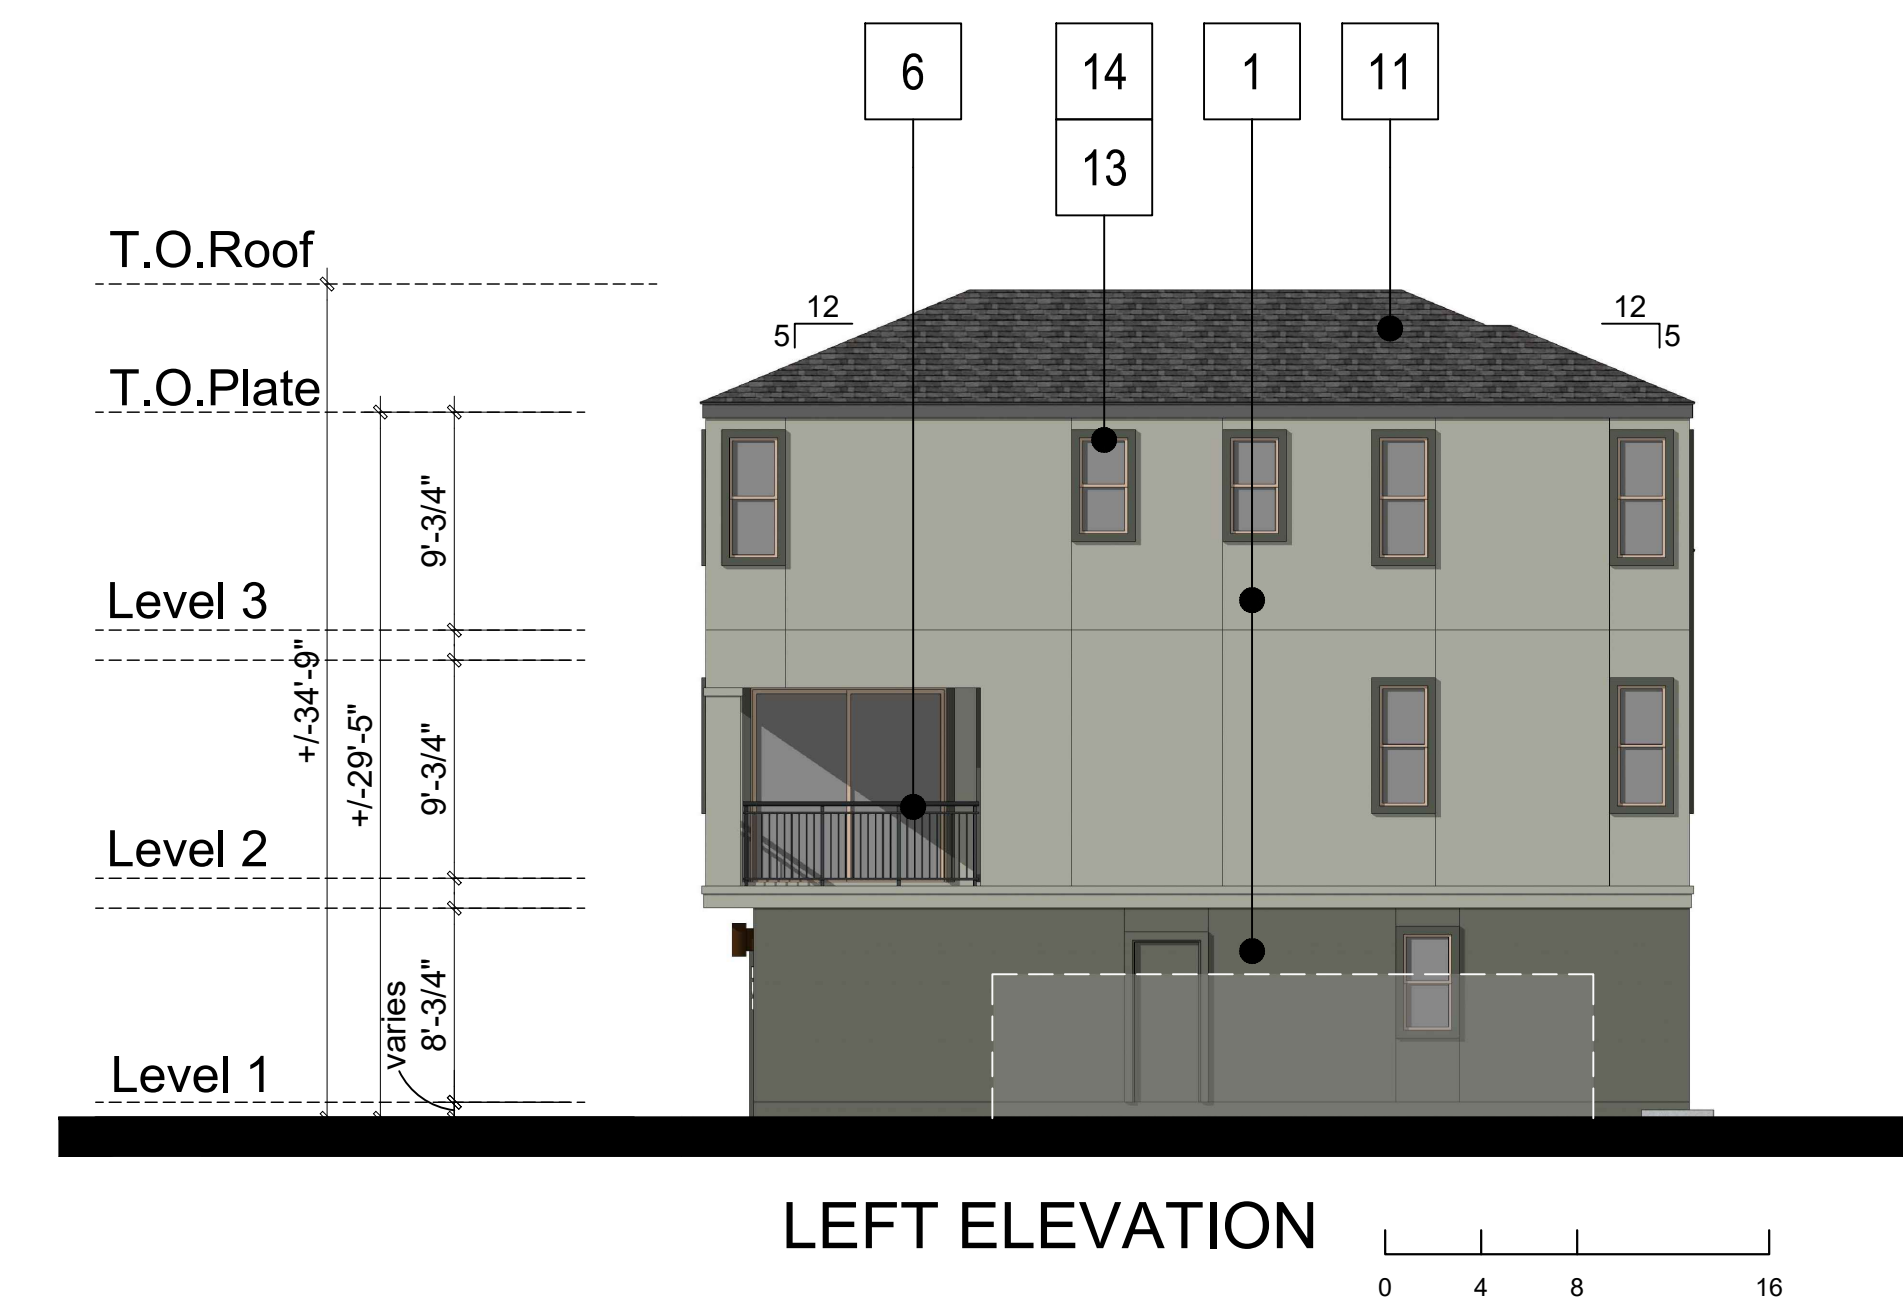 6
14
1
11
13
T.O.Roof
12
5
12
5
T.O.Plate
9'-3/4"
Level 3
+/-34'-9"
+/-29'-5"
9'-3/4"
Level 2
varies
8'-3/4"
Level 1
LEFT ELEVATION
0 4 8 16